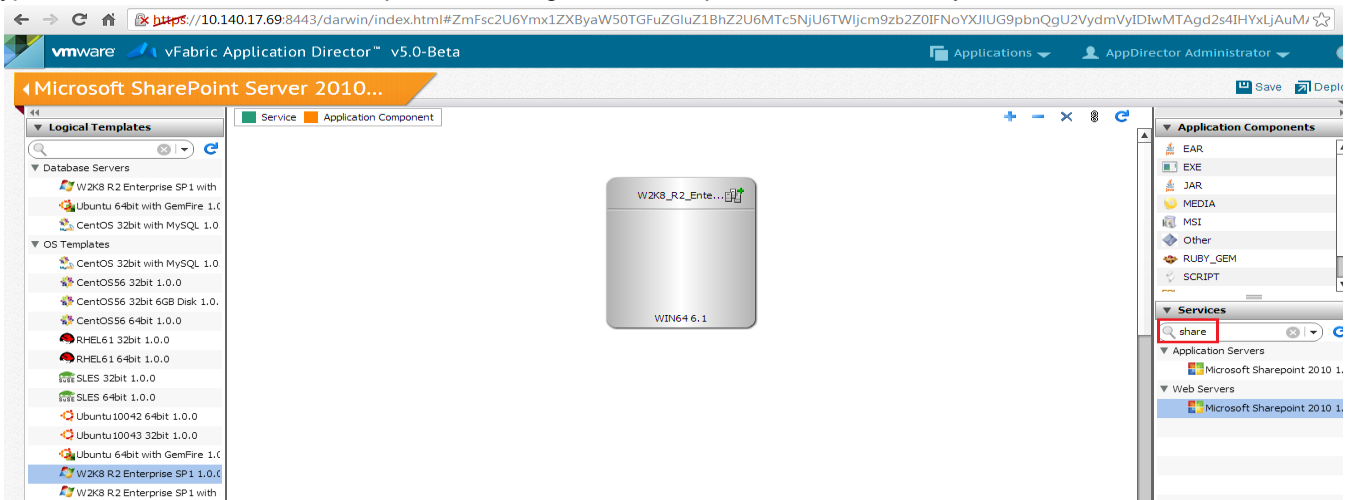 https://10.140.17.69:8443/darwin/index.html#ZmFsc2U6Ymx1ZXByaW50TGFuZGluZ1BhZ2U6MTc5NjU6TWljcm9zb2Z0IFNoYXJlUG9pbnQgU2VydmVyIDIwMTAgd2s4IHYxLjAuM
vmware vFabric Application Director™ v5.0-Beta
Applications
AppDirector Administrator
Microsoft SharePoint Server 2010...
Save
Deplo
Logical Templates
Database Servers
W2K8 R2 Enterprise SP1 with
Ubuntu 64bit with GemFire 1.0
CentOS 32bit with MySQL 1.0
OS Templates
CentOS 32bit with MySQL 1.0
CentOS56 32bit 1.0.0
CentOS56 32bit 6GB Disk 1.0.
CentOS56 64bit 1.0.0
RHEL61 32bit 1.0.0
RHEL61 64bit 1.0.0
SLES 32bit 1.0.0
SLES 64bit 1.0.0
Ubuntu10042 64bit 1.0.0
Ubuntu10043 32bit 1.0.0
Ubuntu 64bit with GemFire 1.0
W2K8 R2 Enterprise SP1 1.0.0
W2K8 R2 Enterprise SP1 with
Service
Application Component
W2K8_R2_Ente...
WIN64 6.1
Application Components
EAR
EXE
JAR
MEDIA
MSI
Other
RUBY_GEM
SCRIPT
Services
share
Application Servers
Microsoft Sharepoint 2010 1.
Web Servers
Microsoft Sharepoint 2010 1.